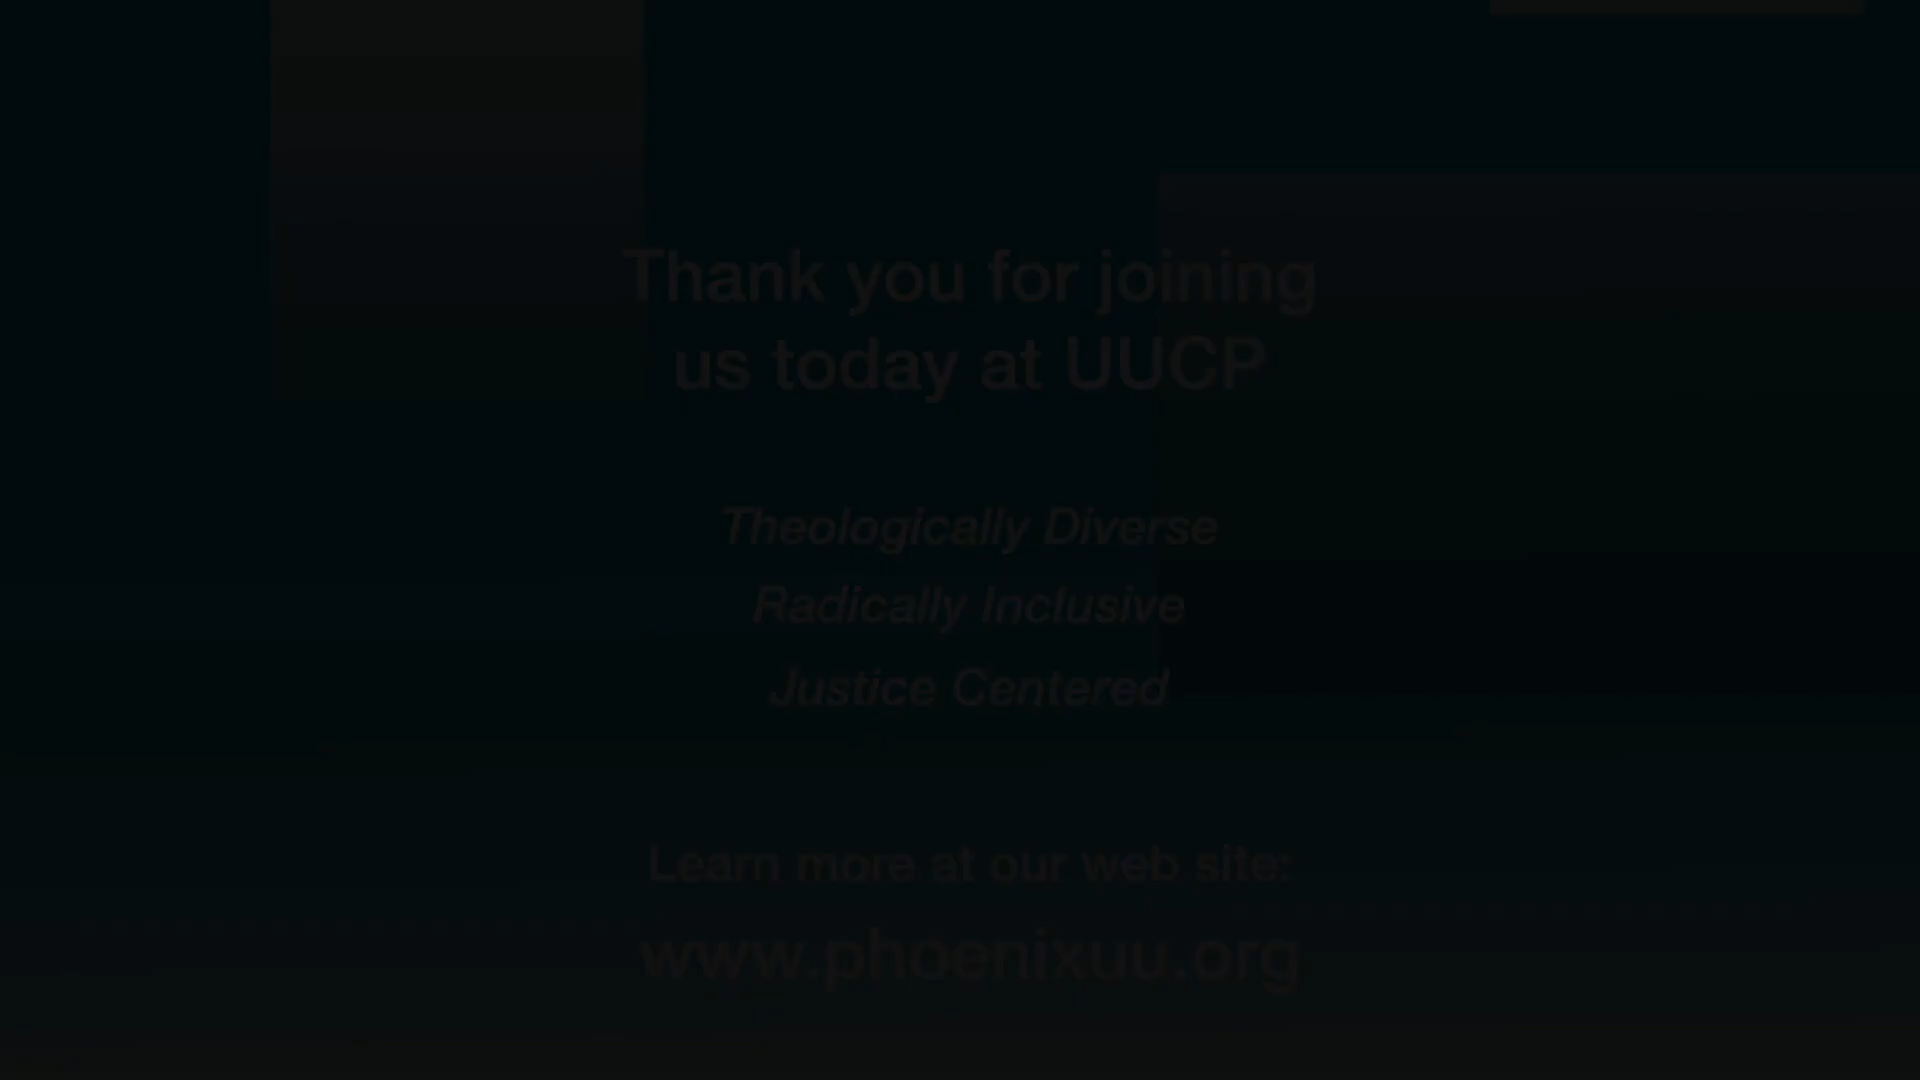 Thank you for joining
us today at UUCP
Theologically Diverse
Radically Inclusive
Justice Centered
Learn more at our web site:
www.phoenixuu.org